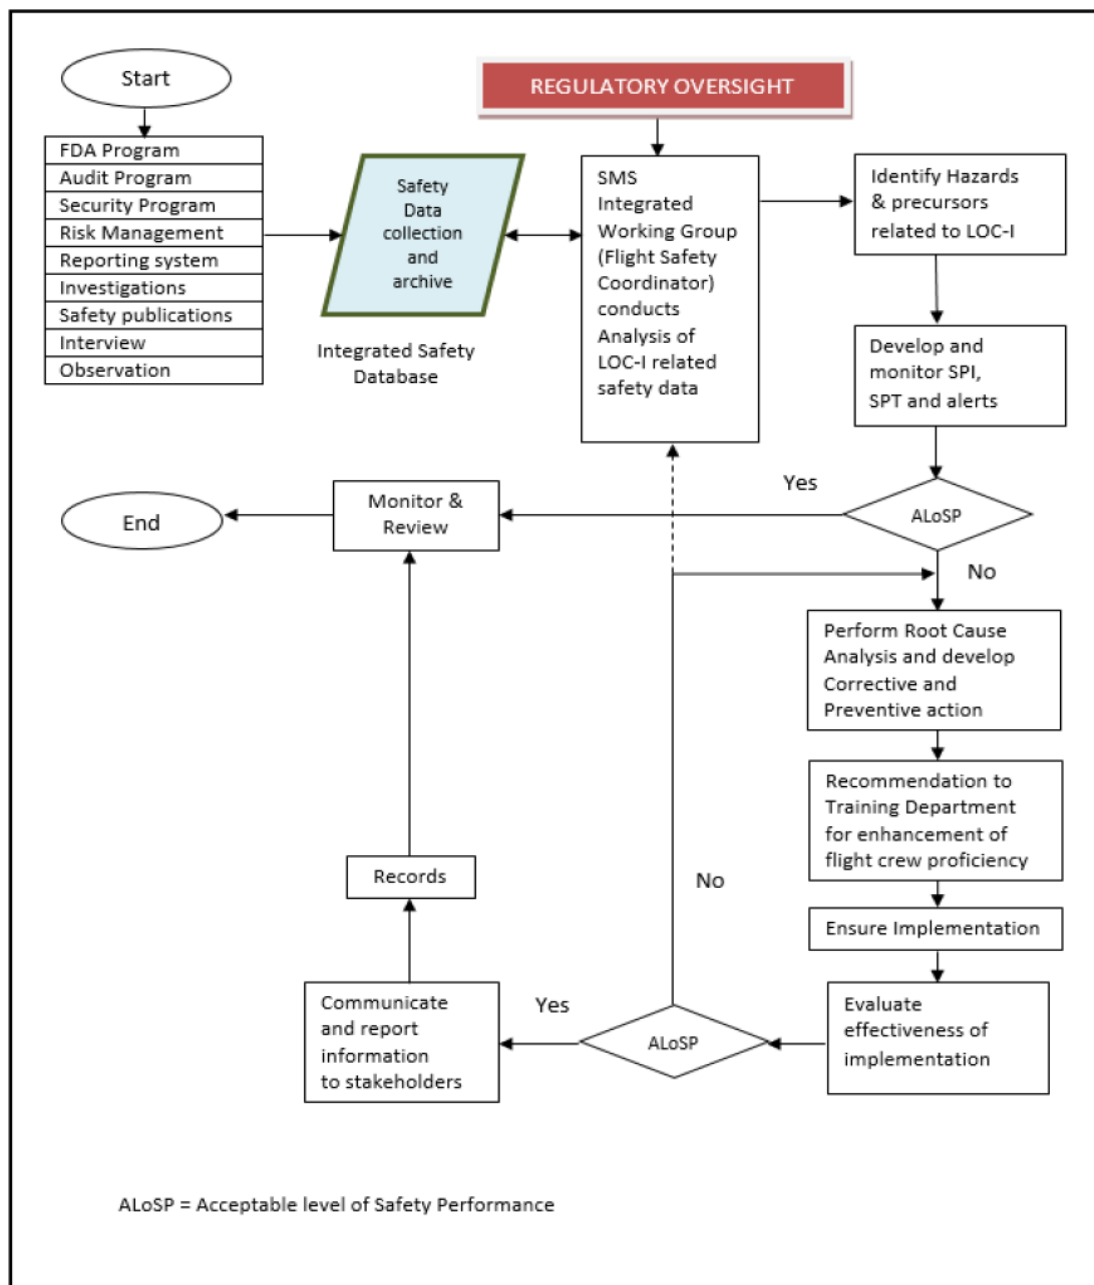 Start
REGULATORY OVERSIGHT
FDA Program
Audit Program
Security Program
Risk Management
Reporting system
Investigations
Safety publications
Interview
Observation
Safety
Data
collection
and
archive
Integrated Safety
Database
SMS
Integrated
Working Group
(Flight Safety
Coordinator)
conducts
Analysis of
LOC-I related
safety data
Identify Hazards
& precursors
related to LOC-I
Develop and
monitor SPI,
SPT and alerts
ALoSP
Yes
No
Monitor &
Review
End
Perform Root Cause
Analysis and develop
Corrective and
Preventive action
Recommendation to
Training Department
for enhancement of
flight crew proficiency
Ensure Implementation
Evaluate
effectiveness of
implementation
ALoSP
No
Yes
Communicate
and report
information
to stakeholders
Records
ALoSP = Acceptable level of Safety Performance